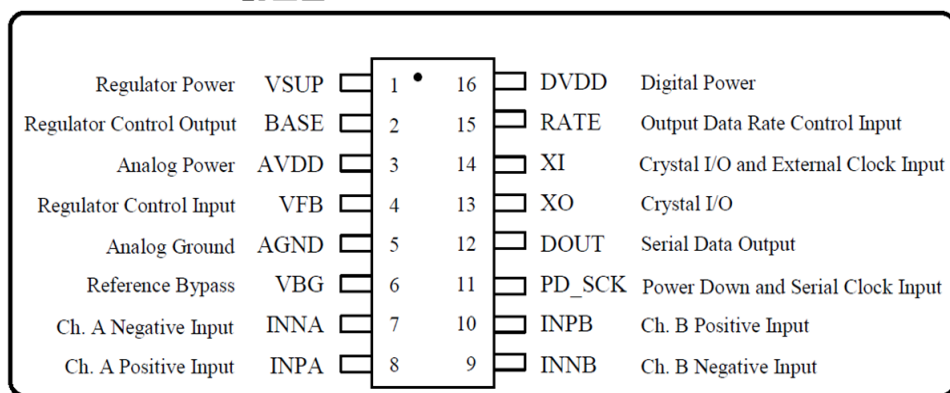 Regulator Power VSUP 1 16 DVDD Digital Power
Regulator Control Output BASE 2 15 RATE Output Data Rate Control Input
Analog Power AVDD 3 14 XI Crystal I/O and External Clock Input
Regulator Control Input VFB 4 13 XO Crystal I/O
Analog Ground AGND 5 12 DOUT Serial Data Output
Reference Bypass VBG 6 11 PD_SCK Power Down and Serial Clock Input
Ch. A Negative Input INNA 7 10 INPB Ch. B Positive Input
Ch. A Positive Input INPA 8 9 INNB Ch. B Negative Input